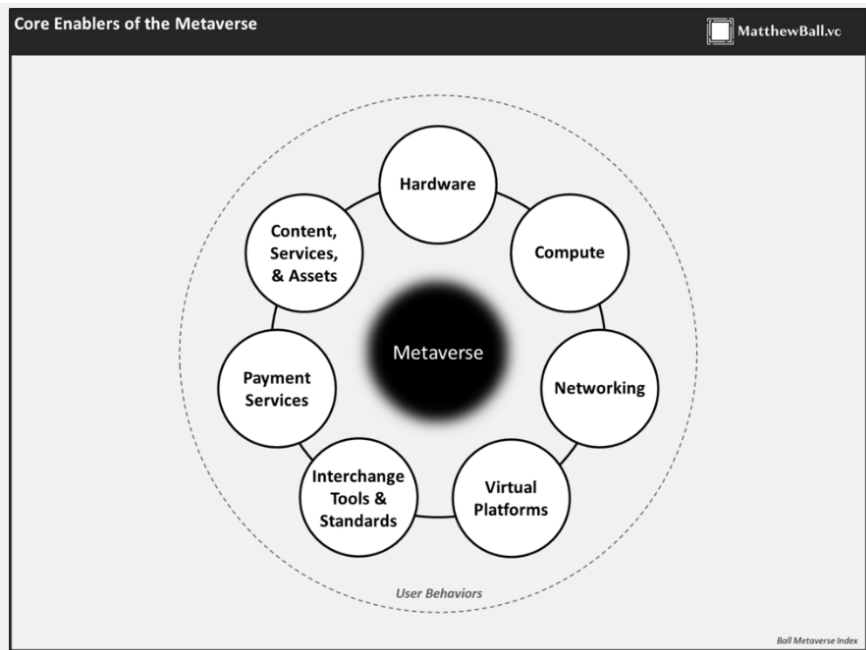 Core Enablers of the Metaverse
MatthewBall.vc
Hardware
Compute
Networking
Virtual
Platforms
Interchange
Tools &
Standards
Payment
Services
Content,
Services,
& Assets
Metaverse
User Behaviors
Ball Metaverse Index